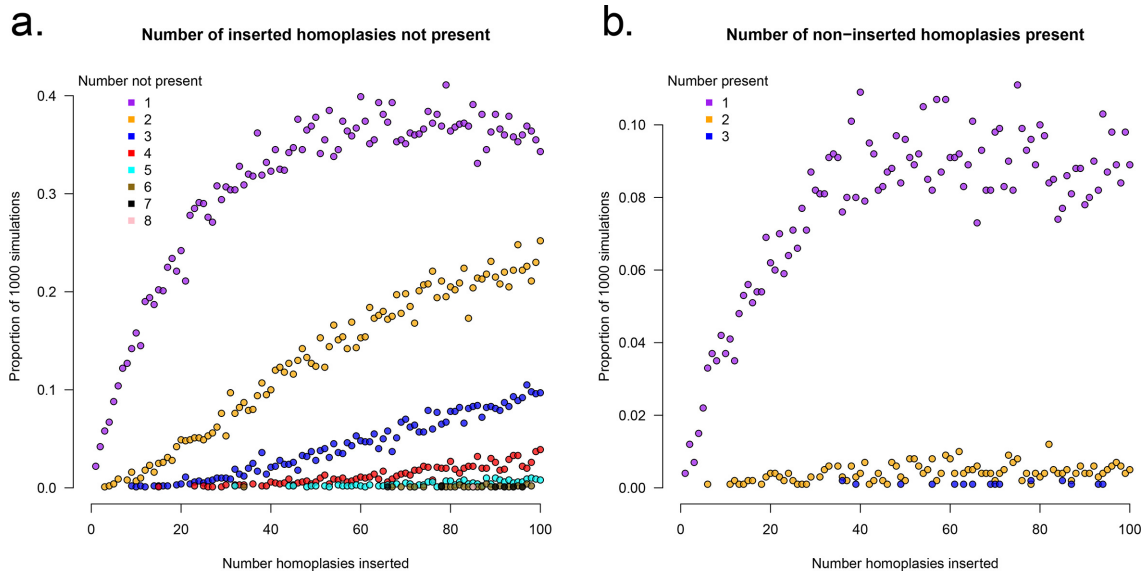 a.
Number of inserted homoplasies not present
Number not present
1
2
3
4
5
6
7
8
0.4
0.3
0.2
0.1
0.0
Proportion of 1000 simulations
0 20 40 60 80 100
Number homoplasies inserted
b.
Number of non−inserted homoplasies present
Number present
1
2
3
0.10
0.08
0.06
0.04
0.02
0.00
Proportion of 1000 simulations
0 20 40 60 80 100
Number homoplasies inserted